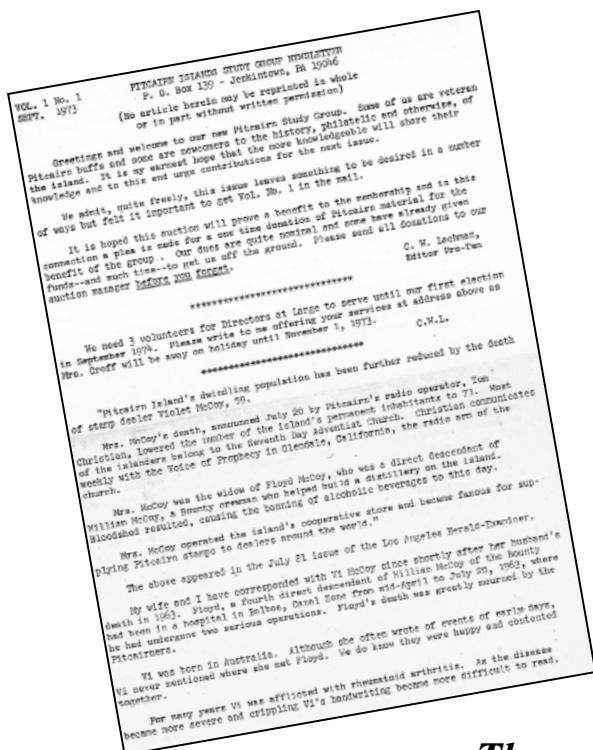 VOL. 1 No. 1
SEPT. 1973
PITCAIRN ISLANDS STUDY GROUP NEWSLETTER
P. O. Box 139 - Jenkintown, PA 19046
(No article herein may be reprinted in whole
or in part without written permission)
Greetings and welcome to our new Pitcairn Study Group. Some of us are veteran
Pitcairn buffs and some are newcomers to the history, philatelic and otherwise, of
the island. It is my earnest hope that the more knowledgeable will share their
knowledge and to this end urge contributions for the next issue.
We admit, quite freely, this issue leaves something to be desired in a number
of ways but felt it important to get Vol. No. 1 in the mail.
It is hoped this auction will prove a benefit to the membership and in this
connection a plea is made for a one time donation of Pitcairn material for the
benefit of the group. Our dues are quite nominal and some have already given
funds--and much time--to get us off the ground. Please send all donations to our
auction manager before you forget.
C. W. Lachman,
Editor Pro-Tem
****************************
We need 3 volunteers for Directors at Large to serve until our first election
in September 1974. Please write to me offering your services at address above as
Mrs. Groff will be away on holiday until November 1, 1973.
C.W.L.
****************************
"Pitcairn Island's dwindling population has been further reduced by the death
of stamp dealer Violet McCoy, 59.
Mrs. McCoy's death, announced July 20 by Pitcairn's radio operator, Tom
Christian, lowered the number of the island's permanent inhabitants to 71. Most
of the islanders belong to the Seventh Day Adventist Church. Christian communicates
weekly with the Voice of Prophecy in Glendale, California, the radio arm of the
church.
Mrs. McCoy was the widow of Floyd McCoy, who was a direct descendant of
William McCoy, a Bounty crewman who helped build a distillery on the island.
Bloodshed resulted, causing the banning of alcoholic beverages to this day.
Mrs. McCoy operated the island's cooperative store and became famous for sup-
plying Pitcairn stamps to dealers around the world."
The above appeared in the July 21 issue of the Los Angeles Herald-Examiner.
My wife and I have corresponded with Vi McCoy since shortly after her husband's
death in 1963. Floyd, a fourth direct descendant of William McCoy of the Bounty
had been in a hospital in Balboa, Canal Zone from mid-April to July 20, 1963, where
he had undergone two serious operations. Floyd's death was greatly mourned by the
Pitcairners.
Vi was born in Australia. Although she often wrote of events of early days,
Vi never mentioned where she met Floyd. We do know they were happy and contented
together.
For many years Vi was afflicted with rheumatoid arthritis. As the disease
became more severe and crippling Vi's handwriting became more difficult to read.